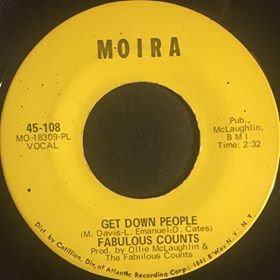 MOIRA
45-108
MO-18309-PL
VOCAL
Pub.,
McLaughlin,
BMI
Time: 2:32
GET DOWN PEOPLE
(M. Davis-L. Emanuel-D. Cates)
FABULOUS COUNTS
Prod. by Ollie McLaughlin &
The Fabulous Counts
Dist. by Cotillion, Div. of Atlantic Recording Corp. 1841 B'WAY, N.Y., N.Y.